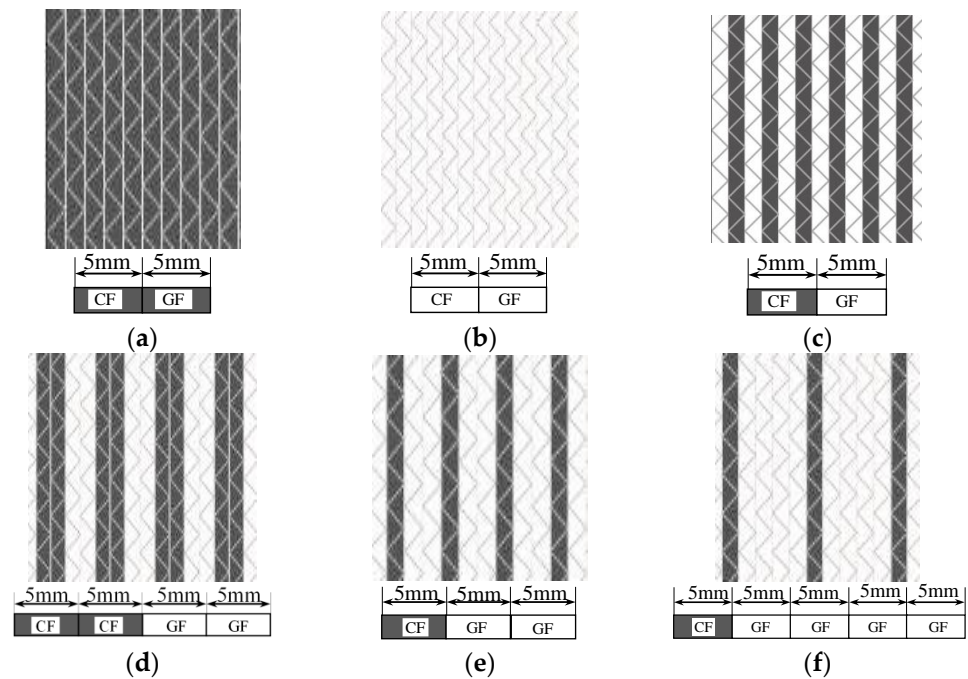 5mm 5mm
CF GF
(a)
5mm 5mm
CF GF
(b)
5mm 5mm
CF GF
(c)
5mm 5mm 5mm 5mm
CF CF GF GF
(d)
5mm 5mm 5mm
CF GF GF
(e)
5mm 5mm 5mm 5mm 5mm
CF GF GF GF GF
(f)